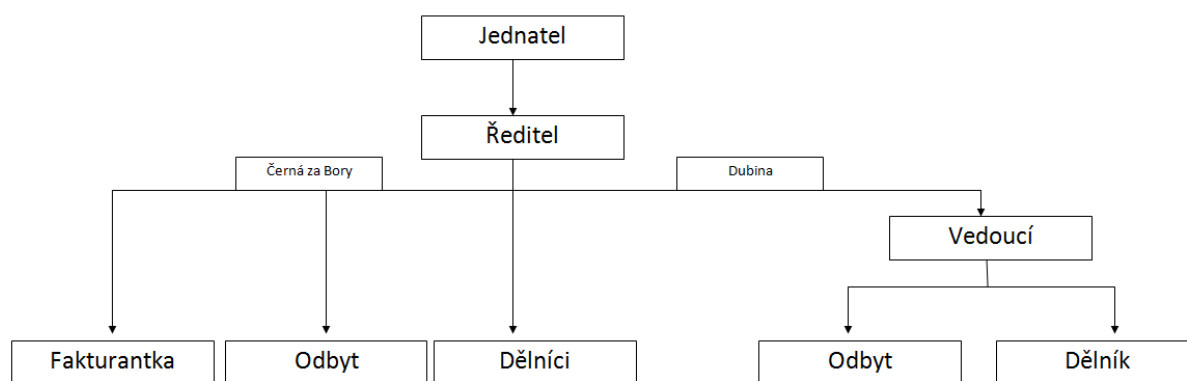 Jednatel
Ředitel
Černá za Bory
Dubina
Vedoucí
Fakturantka
Odbyt
Dělníci
Odbyt
Dělník